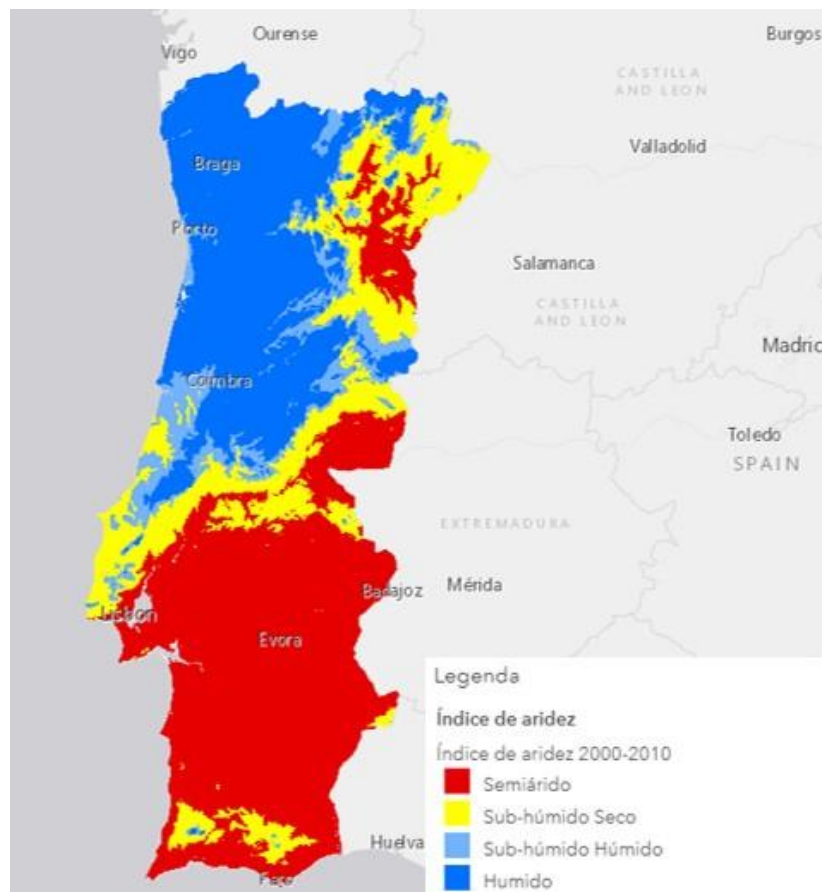 Ourense
Burgos
Vigo
CASTILLA
AND LEON
Valladolid
Braga
Porto
Salamanca
CASTILLA
AND LEON
Madric
Coimbra
Toledo
SPAIN
EXTREMADURA
Badajoz
Mérida
Lisbon
Evora
Legenda
Índice de aridez
Índice de aridez 2000-2010
Semiárido
Sub-húmido Seco
Huelva
Sub-húmido Húmido
Faro
Humido